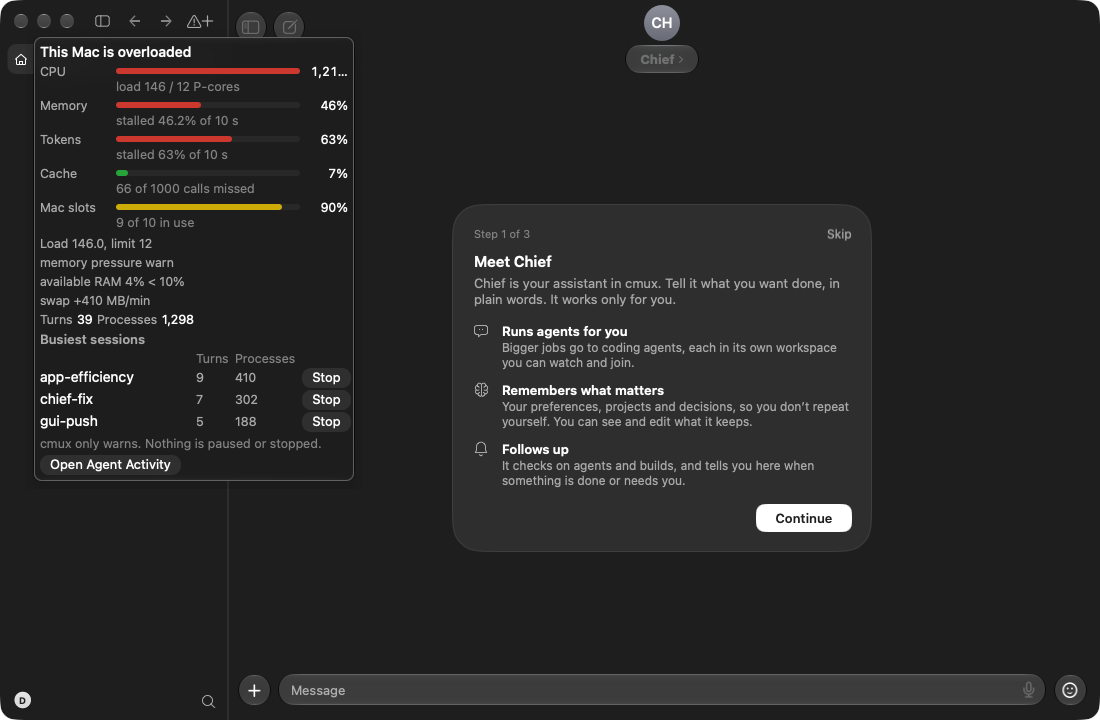 CH
Chief
This Mac is overloaded
CPU 1,21…
load 146 / 12 P-cores
Memory 46%
stalled 46.2% of 10 s
Tokens 63%
stalled 63% of 10 s
Cache 7%
66 of 1000 calls missed
Mac slots 90%
9 of 10 in use
Load 146.0, limit 12
memory pressure warn
available RAM 4% < 10%
swap +410 MB/min
Turns 39 Processes 1,298
Busiest sessions
Turns Processes
app-efficiency 9 410 Stop
chief-fix 7 302 Stop
gui-push 5 188 Stop
cmux only warns. Nothing is paused or stopped.
Open Agent Activity
Step 1 of 3 Skip
Meet Chief
Chief is your assistant in cmux. Tell it what you want done, in
plain words. It works only for you.
Runs agents for you
Bigger jobs go to coding agents, each in its own workspace
you can watch and join.
Remembers what matters
Your preferences, projects and decisions, so you don't repeat
yourself. You can see and edit what it keeps.
Follows up
It checks on agents and builds, and tells you here when
something is done or needs you.
Continue
D
Message